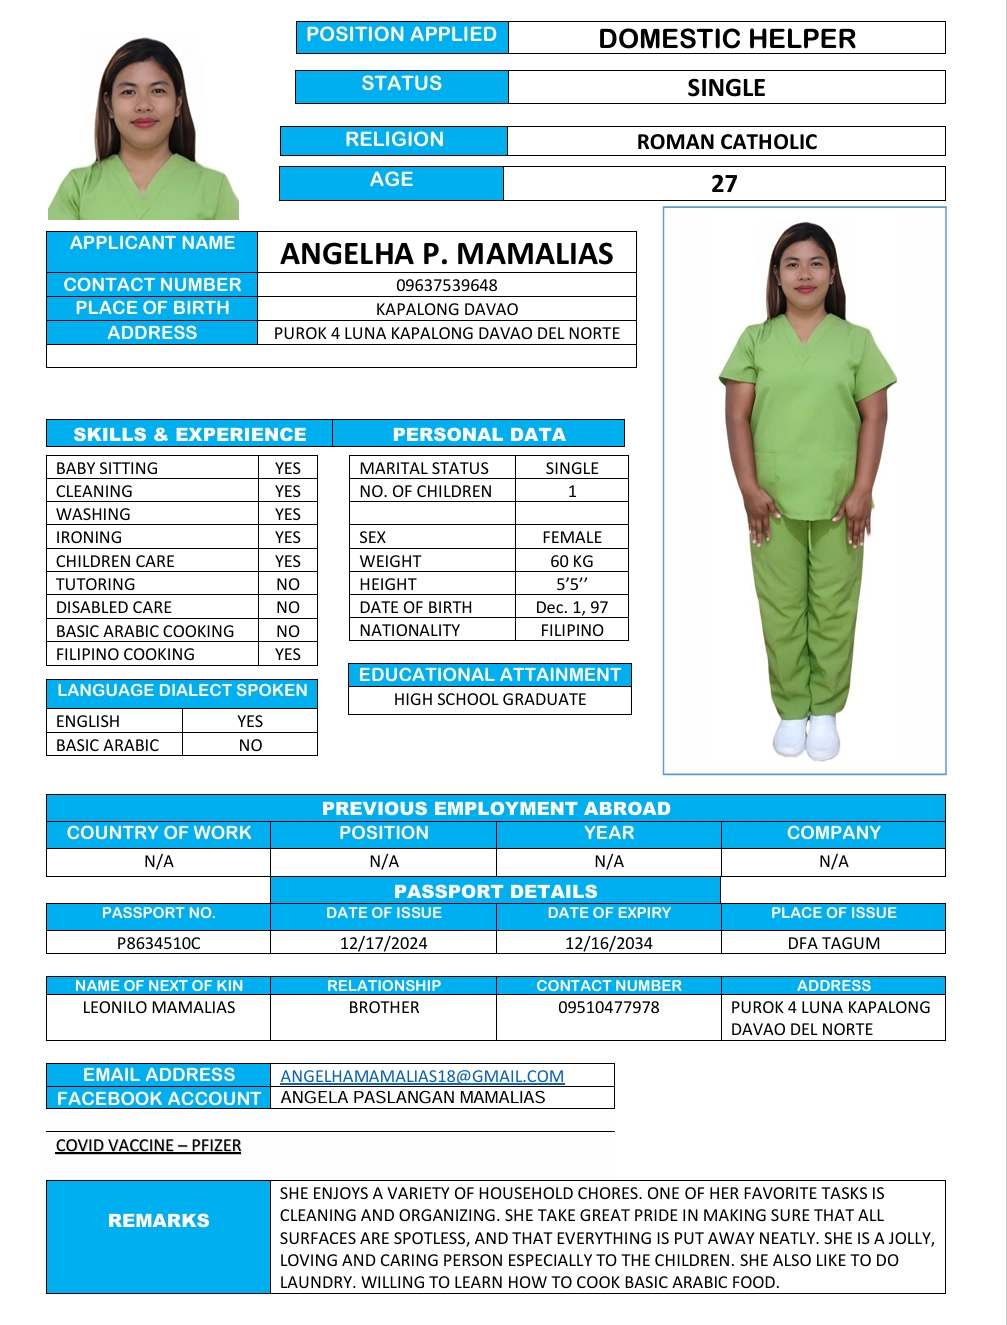 POSITION APPLIED DOMESTIC HELPER
STATUS SINGLE
RELIGION ROMAN CATHOLIC
AGE 27
APPLICANT NAME ANGELHA P. MAMALIAS
CONTACT NUMBER 09637539648
PLACE OF BIRTH KAPALONG DAVAO
ADDRESS PUROK 4 LUNA KAPALONG DAVAO DEL NORTE
SKILLS & EXPERIENCE PERSONAL DATA
BABY SITTING YES MARITAL STATUS SINGLE
CLEANING YES NO. OF CHILDREN 1
WASHING YES
IRONING YES SEX FEMALE
CHILDREN CARE YES WEIGHT 60 KG
TUTORING NO HEIGHT 5’5’’
DISABLED CARE NO DATE OF BIRTH Dec. 1, 97
BASIC ARABIC COOKING NO NATIONALITY FILIPINO
FILIPINO COOKING YES
EDUCATIONAL ATTAINMENT
HIGH SCHOOL GRADUATE
LANGUAGE DIALECT SPOKEN
ENGLISH YES
BASIC ARABIC NO
PREVIOUS EMPLOYMENT ABROAD
COUNTRY OF WORK POSITION YEAR COMPANY
N/A N/A N/A N/A
PASSPORT DETAILS
PASSPORT NO. DATE OF ISSUE DATE OF EXPIRY PLACE OF ISSUE
P8634510C 12/17/2024 12/16/2034 DFA TAGUM
NAME OF NEXT OF KIN RELATIONSHIP CONTACT NUMBER ADDRESS
LEONILO MAMALIAS BROTHER 09510477978 PUROK 4 LUNA KAPALONG
DAVAO DEL NORTE
EMAIL ADDRESS ANGELHAMAMALIAS18@GMAIL.COM
FACEBOOK ACCOUNT ANGELA PASLANGAN MAMALIAS
COVID VACCINE – PFIZER
REMARKS
SHE ENJOYS A VARIETY OF HOUSEHOLD CHORES. ONE OF HER FAVORITE TASKS IS
CLEANING AND ORGANIZING. SHE TAKE GREAT PRIDE IN MAKING SURE THAT ALL
SURFACES ARE SPOTLESS, AND THAT EVERYTHING IS PUT AWAY NEATLY. SHE IS A JOLLY,
LOVING AND CARING PERSON ESPECIALLY TO THE CHILDREN. SHE ALSO LIKE TO DO
LAUNDRY. WILLING TO LEARN HOW TO COOK BASIC ARABIC FOOD.